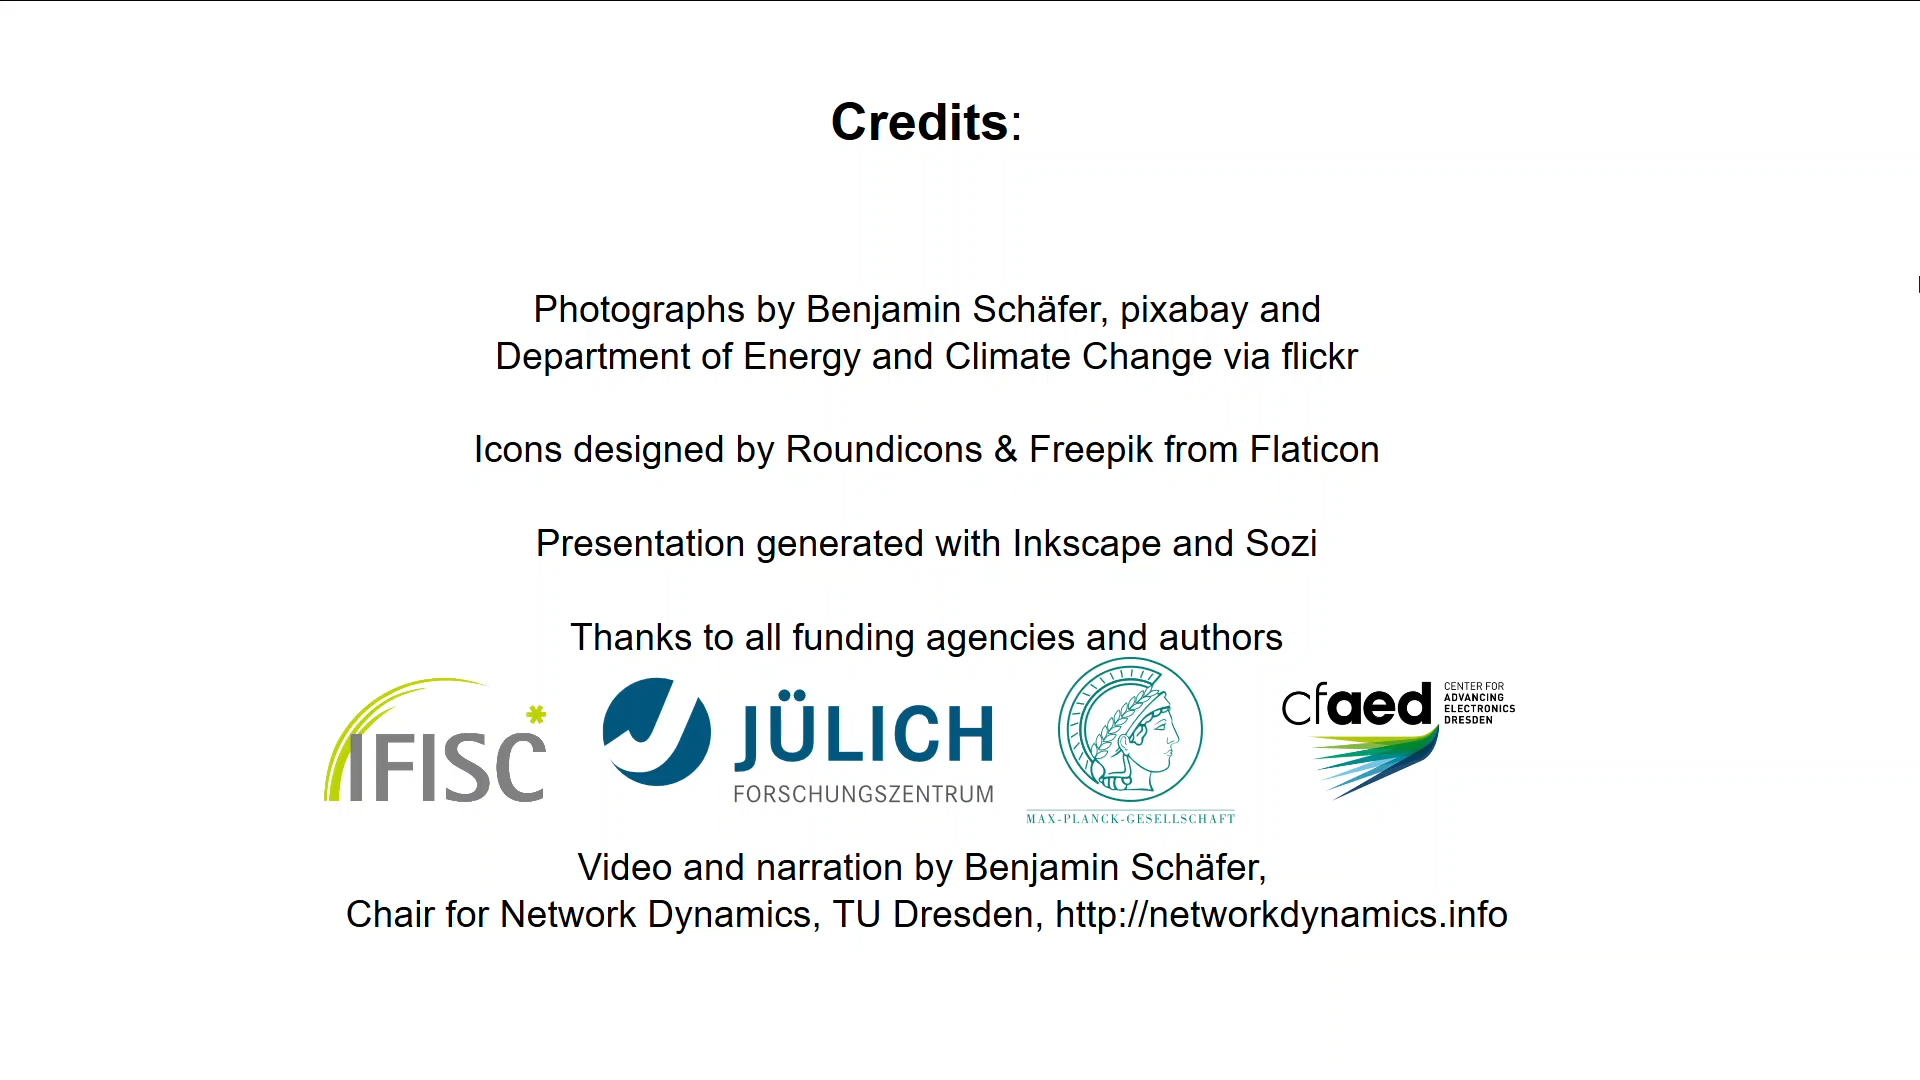 Credits:
Photographs by Benjamin Schäfer, pixabay and
Department of Energy and Climate Change via flickr
Icons designed by Roundicons & Freepik from Flaticon
Presentation generated with Inkscape and Sozi
Thanks to all funding agencies and authors
IFISC
JÜLICH
FORSCHUNGSZENTRUM
MAX-PLANCK-GESELLSCHAFT
cfaed
CENTER FOR
ADVANCING
ELECTRONICS
DRESDEN
Video and narration by Benjamin Schäfer,
Chair for Network Dynamics, TU Dresden, http://networkdynamics.info